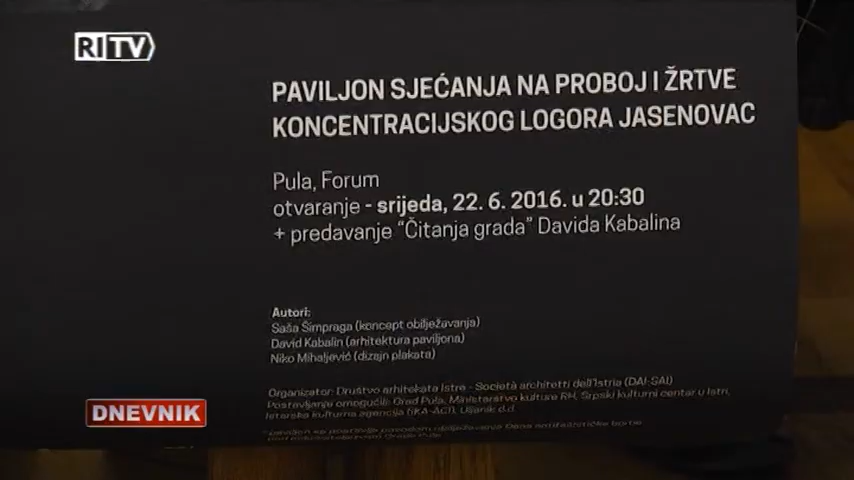 RI TV
PAVILJON SJEĆANJA NA PROBOJ I ŽRTVE
KONCENTRACIJSKOG LOGORA JASENOVAC
Pula, Forum
otvaranje - srijeda, 22. 6. 2016. u 20:30
+ predavanje “Čitanja grada” Davida Kabalina
Autori:
Saša Šimpraga (koncept obilježavanja)
David Kabalin (arhitektura paviljona)
Niko Mihaljević (dizajn plakata)
Organizator: Društvo arhitekata Istre - Società architetti dell'Istria (DAI-SAI)
Postavljanje omogućili: Grad Pula, Ministarstvo kulture RH, Srpski kulturni centar u Istri,
Istarska kulturna agencija (IKA-ACI), Uljanik d.d.
DNEVNIK